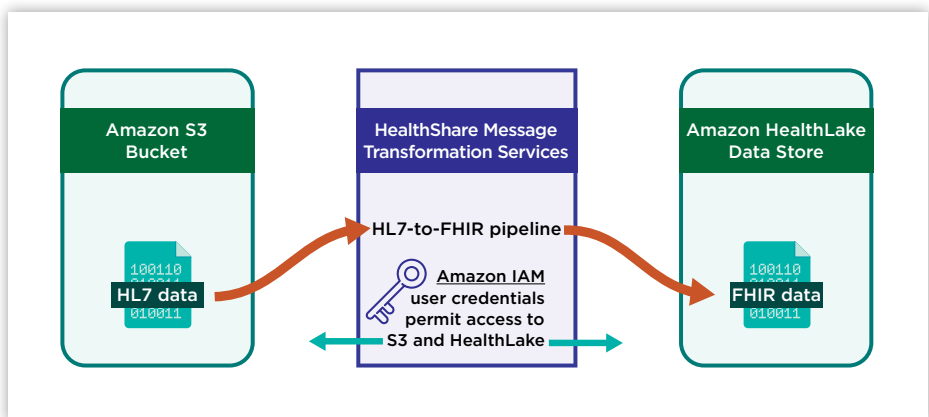 Amazon S3
Bucket
HealthShare Message
Transformation Services
Amazon HealthLake
Data Store
HL7-to-FHIR pipeline
100110
HL7 data
010011
Amazon IAM
user credentials
permit access to
S3 and HealthLake
100110
FHIR data
010011